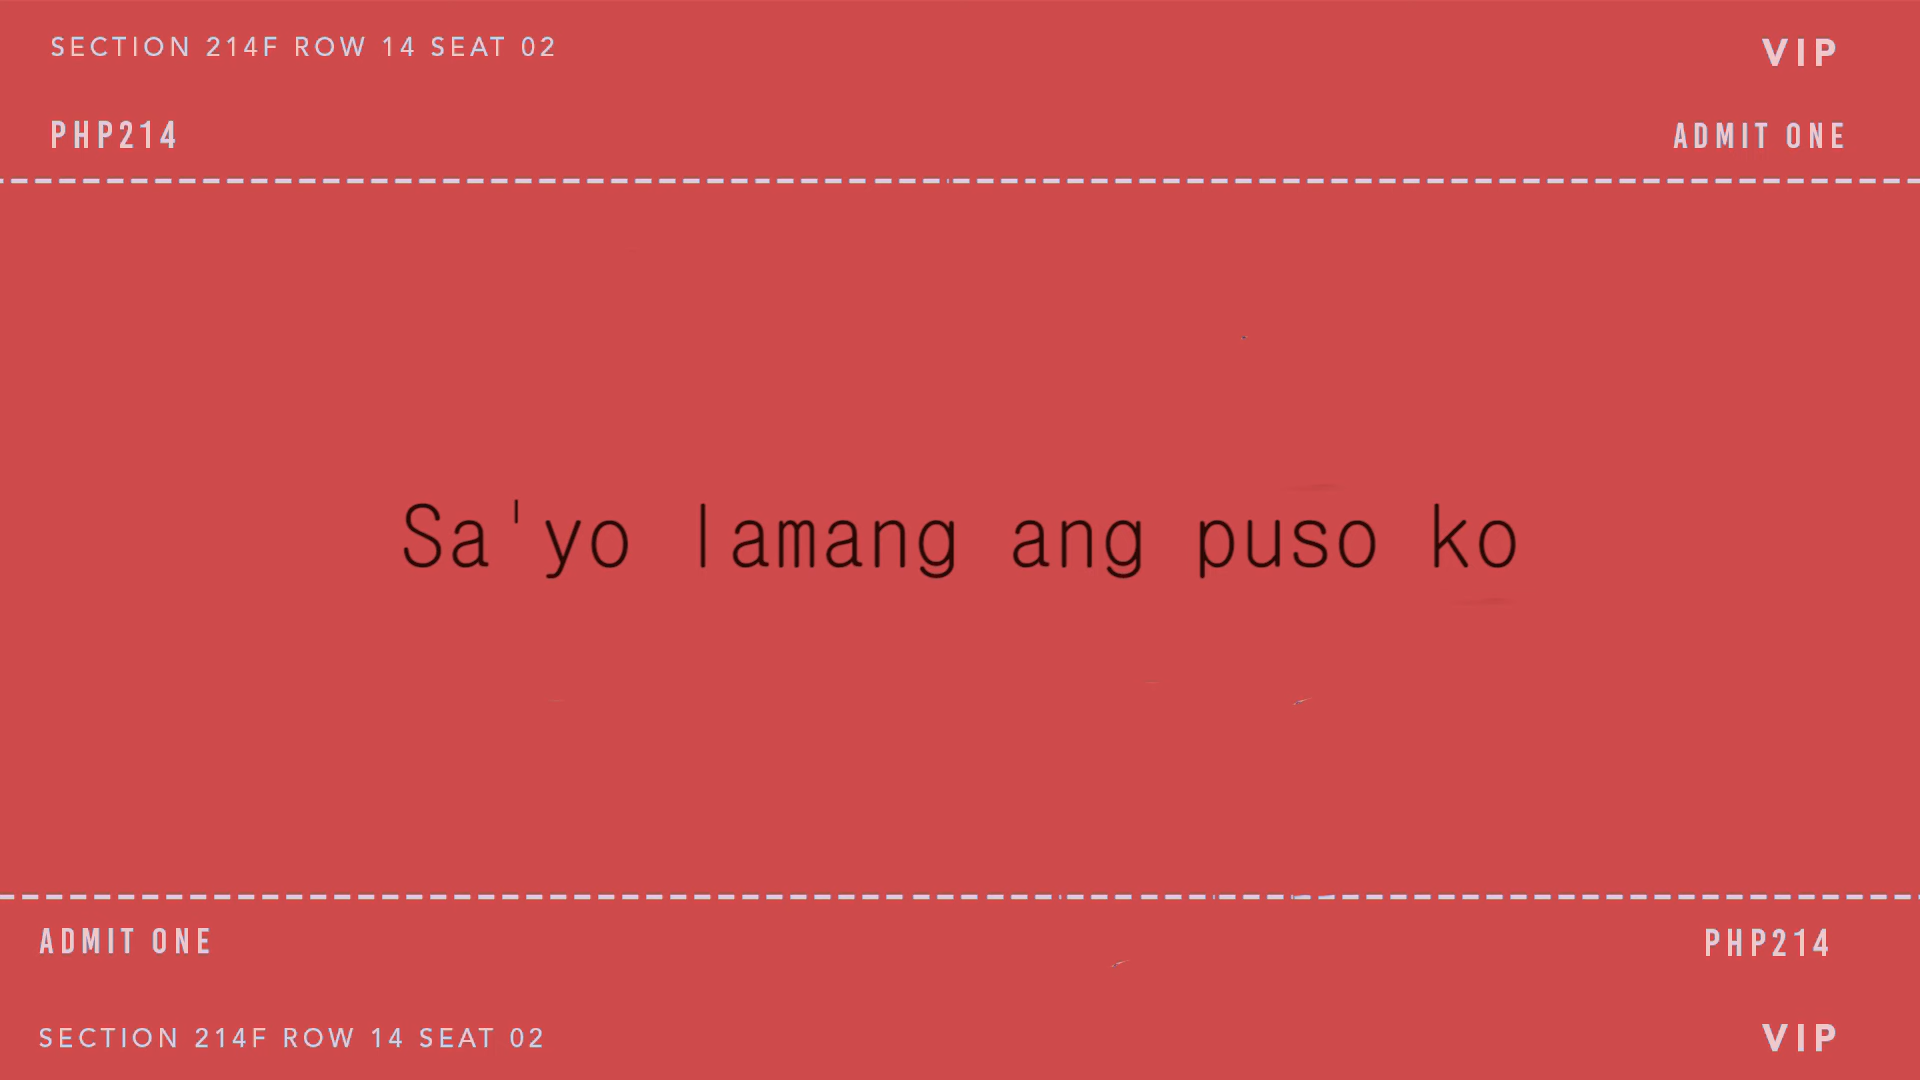 SECTION 214F ROW 14 SEAT 02
VIP
PHP214
ADMIT ONE
Sa'yo lamang ang puso ko
ADMIT ONE
PHP214
SECTION 214F ROW 14 SEAT 02
VIP